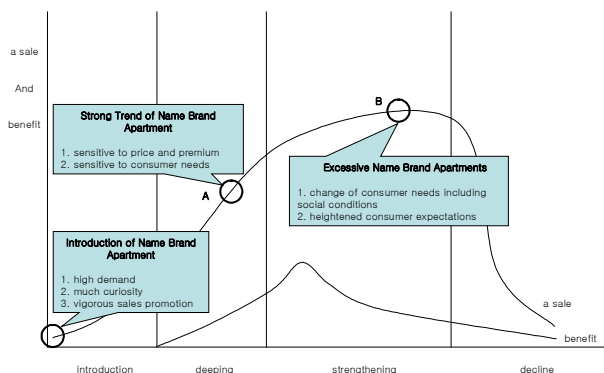 a sale
And
benefit
Strong Trend of Name Brand
Apartment
1. sensitive to price and premium
2. sensitive to consumer needs
A
B
Excessive Name Brand Apartments
1. change of consumer needs including
social conditions
2. heightened consumer expectations
Introduction of Name Brand
Apartment
1. high demand
2. much curiosity
3. vigorous sales promotion
a sale
benefit
introduction
deeping
strengthening
decline